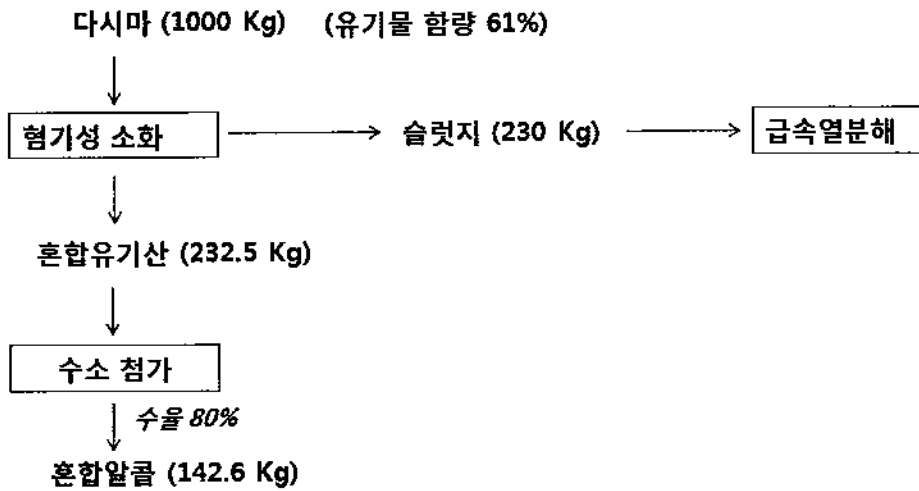 다시마 (1000 Kg) (유기물 함량 61%)
혐기성 소화
슬럿지 (230 Kg)
급속열분해
혼합유기산 (232.5 Kg)
수소 첨가
수율 80%
혼합알콜 (142.6 Kg)